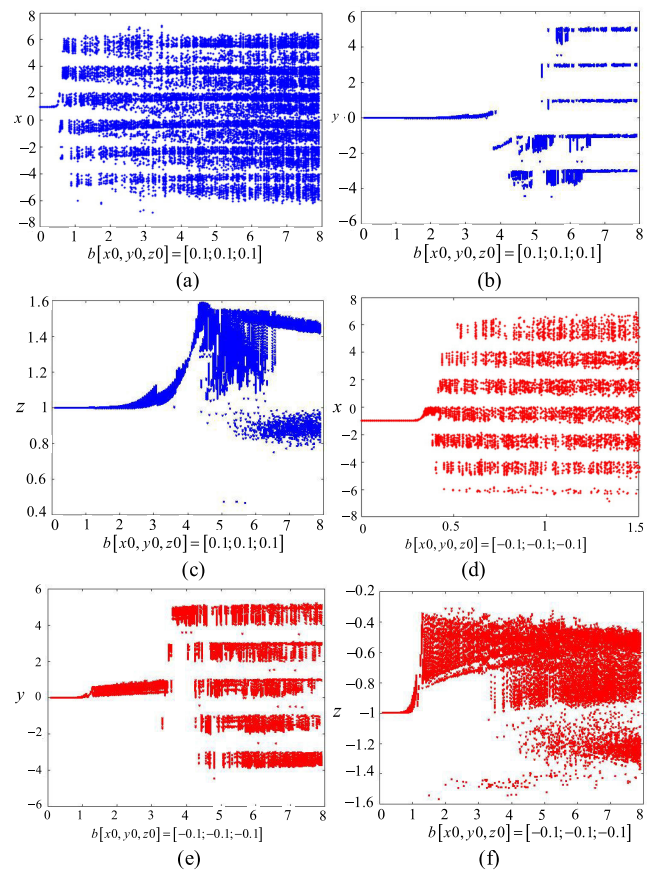 8
6
4
2
x
0
−2
−4
−6
−8
0 1 2 3 4 5 6 7 8
b[x0, y0, z0] = [0.1; 0.1; 0.1]
(a)
6
4
2
y 0
−2
−4
−6
0 1 2 3 4 5 6 7 8
b[x0, y0, z0] = [0.1; 0.1; 0.1]
(b)
1.6
1.4
1.2
z 1
0.8
0.6
0.4
0 1 2 3 4 5 6 7 8
b[x0, y0, z0] = [0.1; 0.1; 0.1]
(c)
8
6
4
2
x 0
−2
−4
−6
−8
0 0.5 1 1.5
b[x0, y0, z0] = [−0.1; −0.1; −0.1]
(d)
6
4
2
y 0
−2
−4
−6
0 1 2 3 4 5 6 7 8
b[x0, y0, z0] = [−0.1; −0.1; −0.1]
(e)
−0.2
−0.4
−0.6
−0.8
z −1
−1.2
−1.4
−1.6
0 1 2 3 4 5 6 7 8
b[x0, y0, z0] = [−0.1; −0.1; −0.1]
(f)